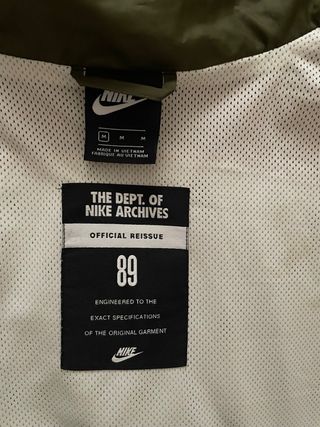 NIKE
M M M
MADE IN VIETNAM
FABRIQUÉ AU VIETNAM
THE DEPT. OF
NIKE ARCHIVES
OFFICIAL REISSUE
89
ENGINEERED TO THE
EXACT SPECIFICATIONS
OF THE ORIGINAL GARMENT
NIKE